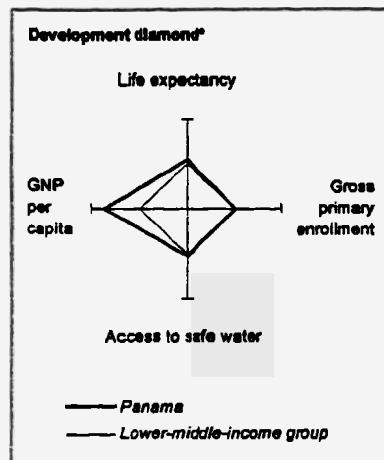 Development diamond*
Life expectancy
GNP
per
capita
Gross
primary
enrollment
Access to safe water
Panama
Lower-middle-income group